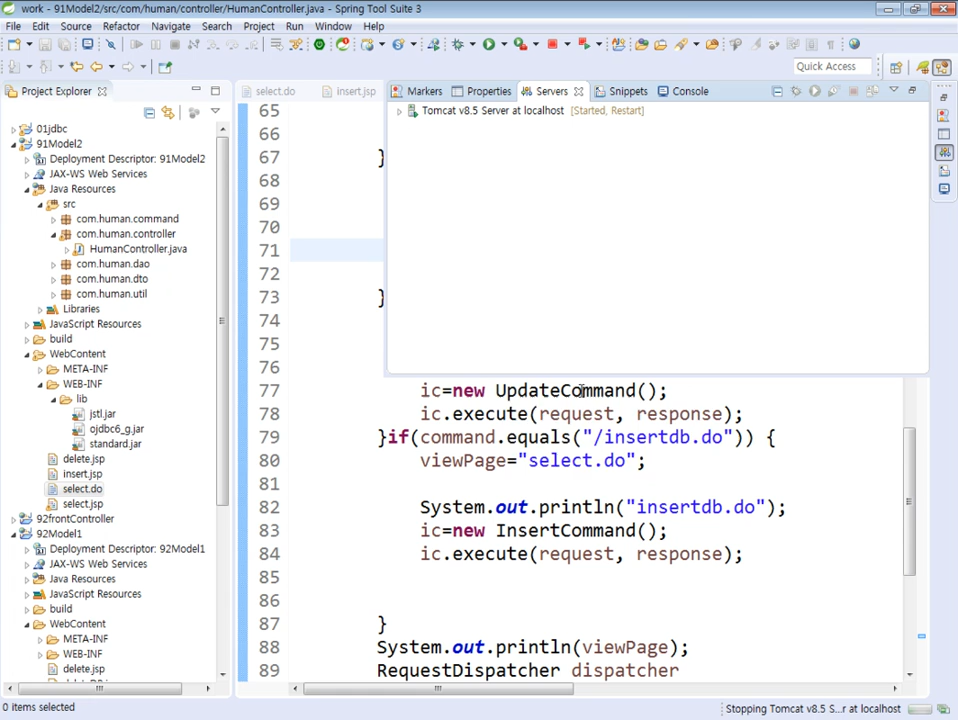 work - 91Model2/src/com/human/controller/HumanController.java - Spring Tool Suite 3
File Edit Source Refactor Navigate Search Project Run Window Help
Quick Access
Project Explorer
select.do
insert.jsp
Markers Properties Servers Snippets Console
Tomcat v8.5 Server at localhost [Started, Restart]
01jdbc
91Model2
Deployment Descriptor: 91Model2
JAX-WS Web Services
Java Resources
src
com.human.command
com.human.controller
HumanController.java
com.human.dao
com.human.dto
com.human.util
Libraries
JavaScript Resources
build
WebContent
META-INF
WEB-INF
lib
jstl.jar
ojdbc6_g.jar
standard.jar
delete.jsp
insert.jsp
select.do
select.jsp
92frontController
92Model1
Deployment Descriptor: 92Model1
JAX-WS Web Services
Java Resources
JavaScript Resources
build
WebContent
META-INF
WEB-INF
delete.jsp
65
66
67 }
68
69
70
71
72
73 }
74
75
76
77 ic=new UpdateCommand();
78 ic.execute(request, response);
79 }if(command.equals("/insertdb.do")) {
80 viewPage="select.do";
81
82 System.out.println("insertdb.do");
83 ic=new InsertCommand();
84 ic.execute(request, response);
85
86
87 }
88 System.out.println(viewPage);
89 RequestDispatcher dispatcher
0 items selected
Stopping Tomcat v8.5 S...r at localhost